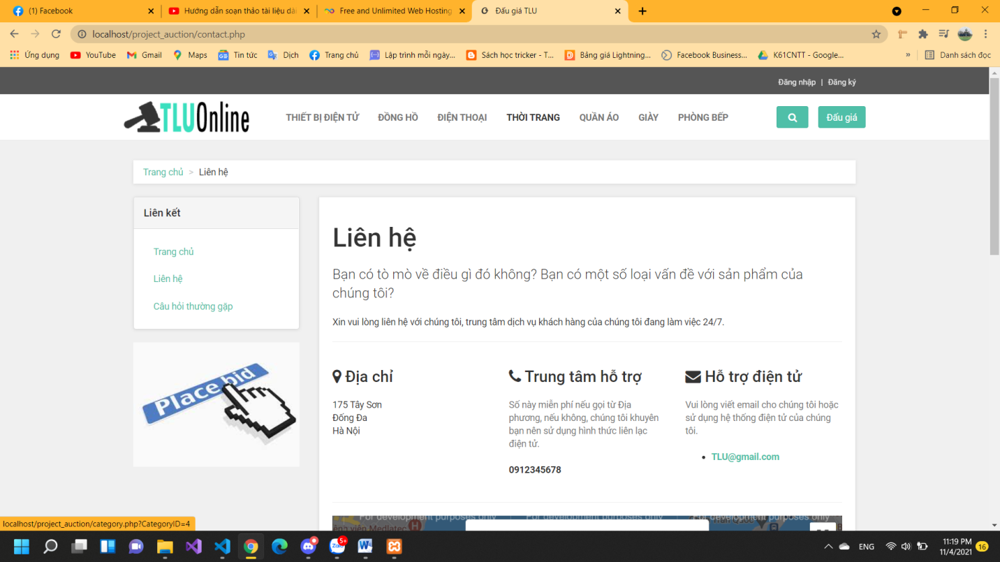 (1) Facebook
Hướng dẫn soạn thảo tài liệu dài
Free and Unlimited Web Hosting
Đấu giá TLU
localhost/project_auction/contact.php
Ứng dụng
YouTube
Gmail
Maps
Tin tức
Dịch
Trang chủ
Lập trình mỗi ngày...
Sách học tricker - T...
Bảng giá Lightning...
Facebook Business...
K61CNTT - Google...
»
Danh sách đọc
Đăng nhập | Đăng ký
TLUOnline
THIẾT BỊ ĐIỆN TỬ
ĐỒNG HỒ
ĐIỆN THOẠI
THỜI TRANG
QUẦN ÁO
GIÀY
PHÒNG BẾP
Đấu giá
Trang chủ > Liên hệ
Liên kết
Trang chủ
Liên hệ
Câu hỏi thường gặp
Place bid
Liên hệ
Bạn có tò mò về điều gì đó không? Bạn có một số loại vấn đề với sản phẩm của
chúng tôi?
Xin vui lòng liên hệ với chúng tôi, trung tâm dịch vụ khách hàng của chúng tôi đang làm việc 24/7.
Địa chỉ
175 Tây Sơn
Đống Đa
Hà Nội
Trung tâm hỗ trợ
Số này miễn phí nếu gọi từ Địa
phương, nếu không, chúng tôi khuyên
bạn nên sử dụng hình thức liên lạc
điện tử.
0912345678
Hỗ trợ điện tử
Vui lòng viết email cho chúng tôi hoặc
sử dụng hệ thống điện tử của chúng
tôi.
• TLU@gmail.com
For development purposes only
For development purposes only
For development purposes only
viện Mediatec
localhost/project_auction/category.php?CategoryID=4
Zalo
5+
ENG
11:19 PM
11/4/2021
16